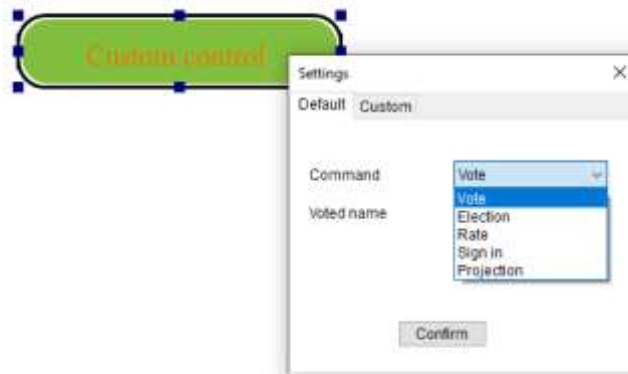 Custom control
Settings
Default Custom
Command Vote
Vote
Voted name
Election
Rate
Sign in
Projection
Confirm